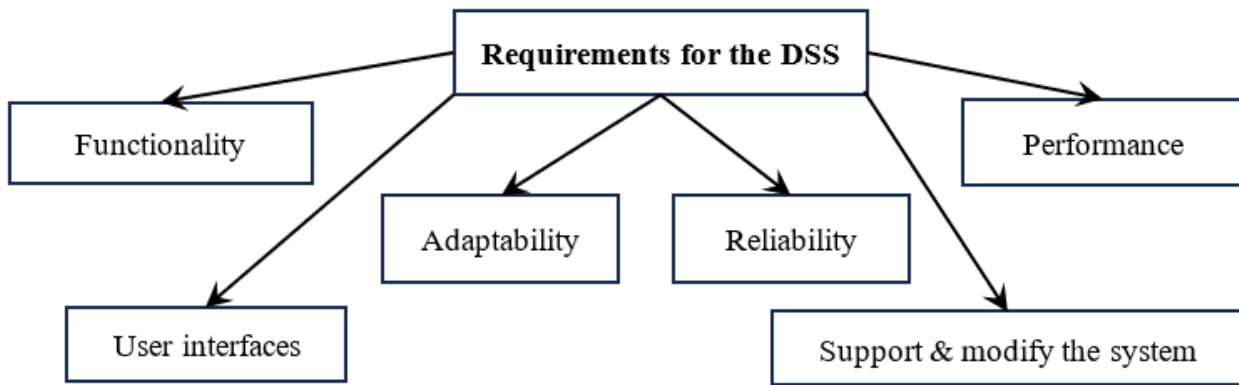 Requirements for the DSS
Functionality
Performance
Adaptability
Reliability
User interfaces
Support & modify the system